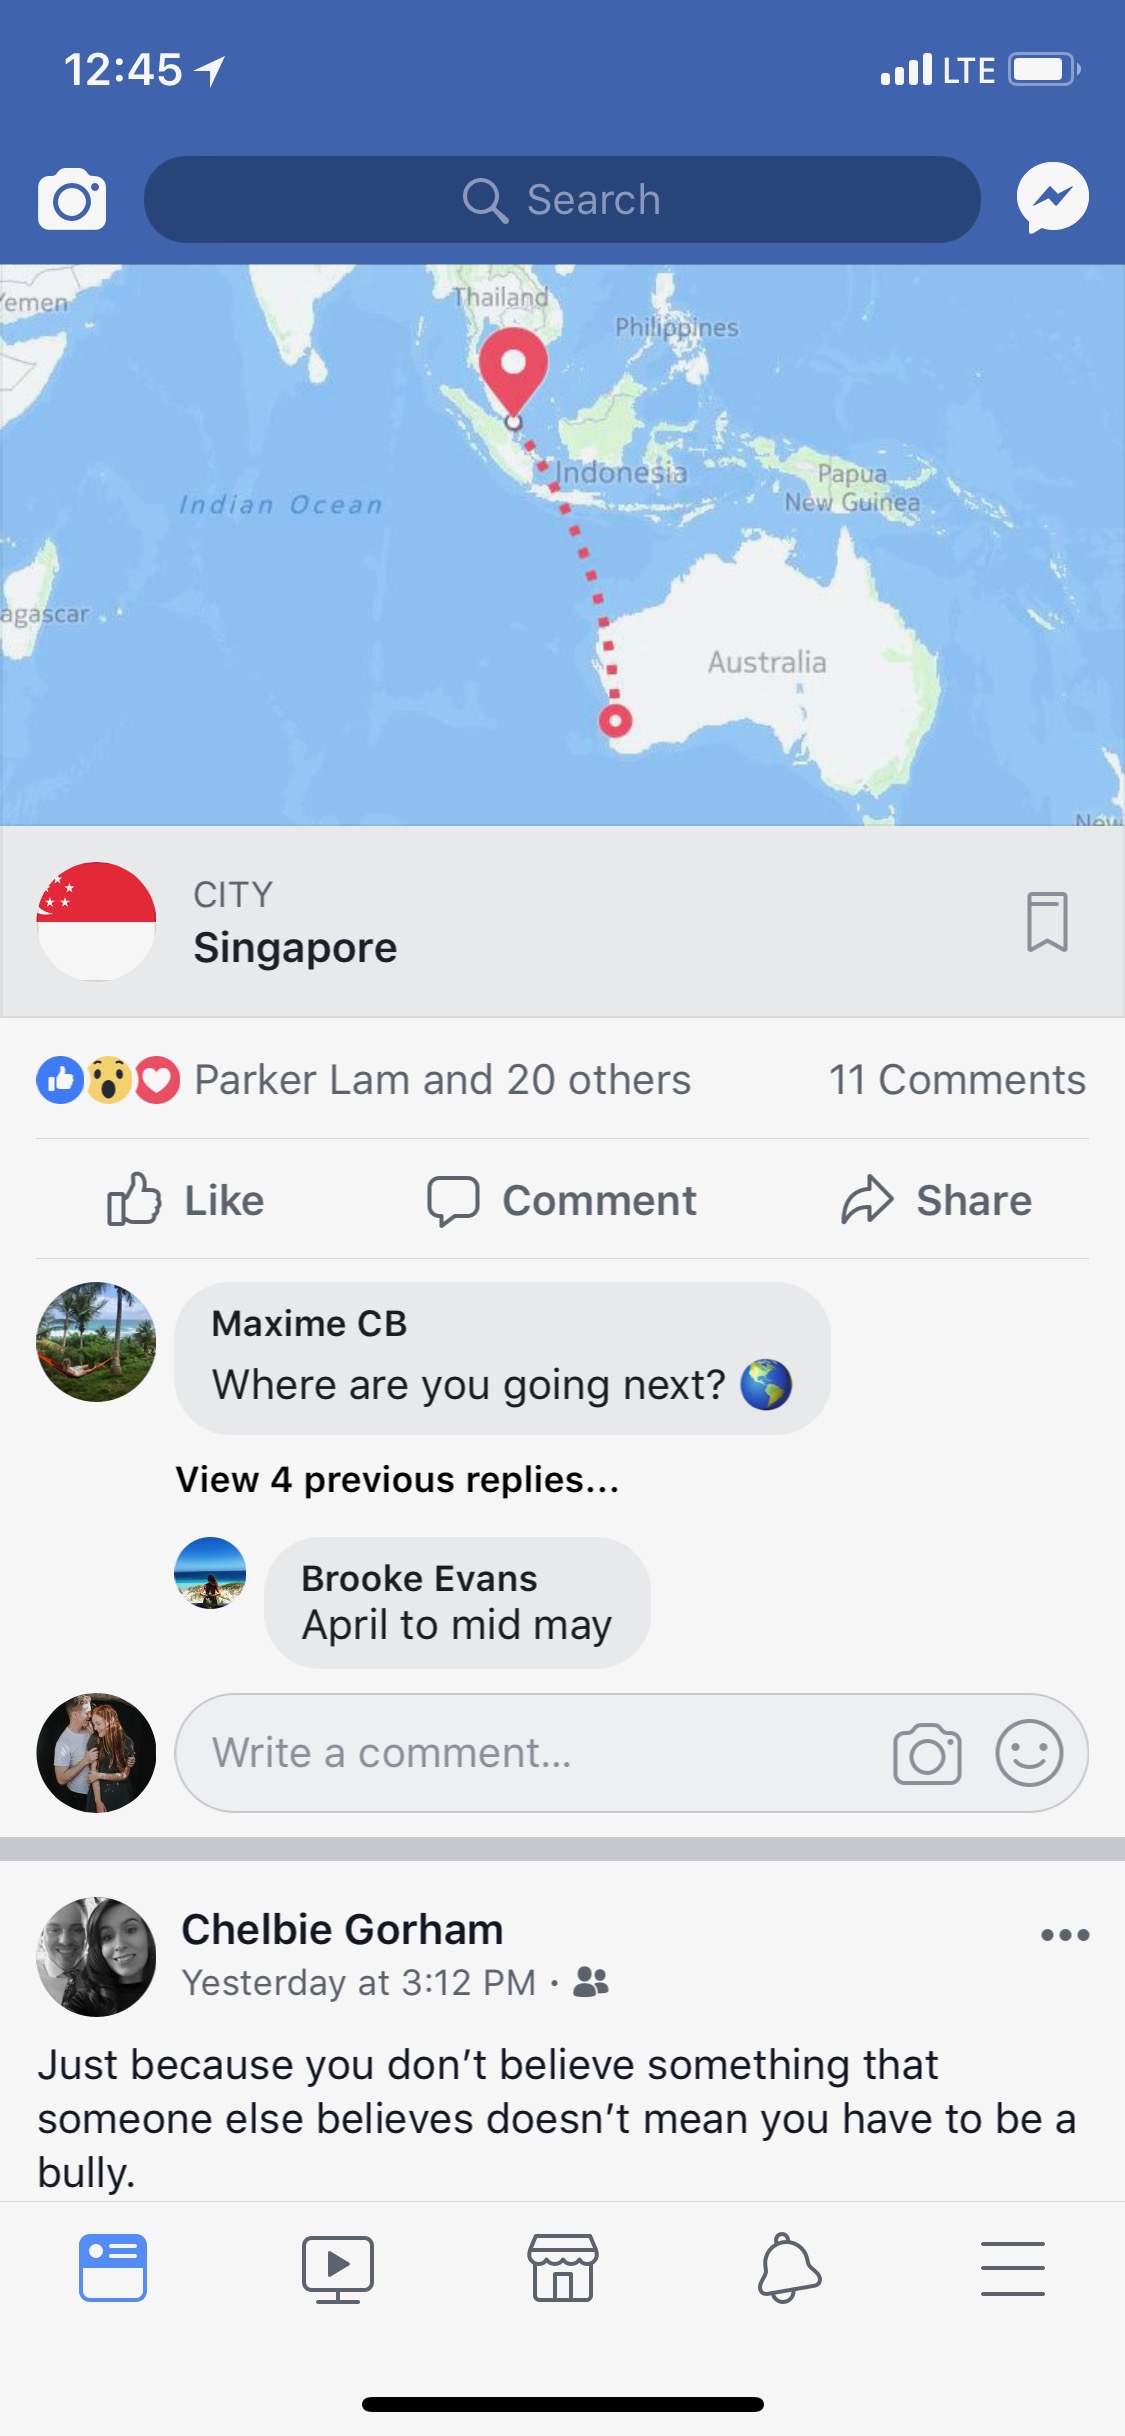 12:45
LTE
Search
Yemen
Thailand
Philippines
Indonesia
Indian Ocean
Papua
New Guinea
agascar
Australia
New
CITY
Singapore
Parker Lam and 20 others
11 Comments
Like
Comment
Share
Maxime CB
Where are you going next? 🌎
View 4 previous replies...
Brooke Evans
April to mid may
Write a comment...
Chelbie Gorham
Yesterday at 3:12 PM ·
Just because you don't believe something that
someone else believes doesn't mean you have to be a
bully.